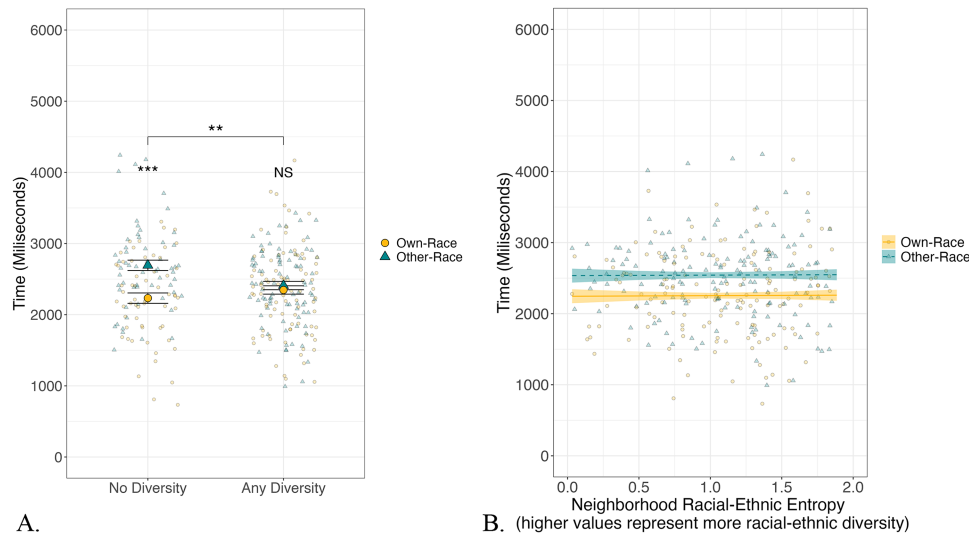 6000
5000
4000
3000
2000
1000
0
Time (Miliseconds)
**
***
NS
No Diversity
Any Diversity
Own-Race
Other-Race
A.
6000
5000
4000
3000
2000
1000
0
Time (Miliseconds)
0.0
0.5
1.0
1.5
2.0
Neighborhood Racial-Ethnic Entropy
(higher values represent more racial-ethnic diversity)
Own-Race
Other-Race
B.